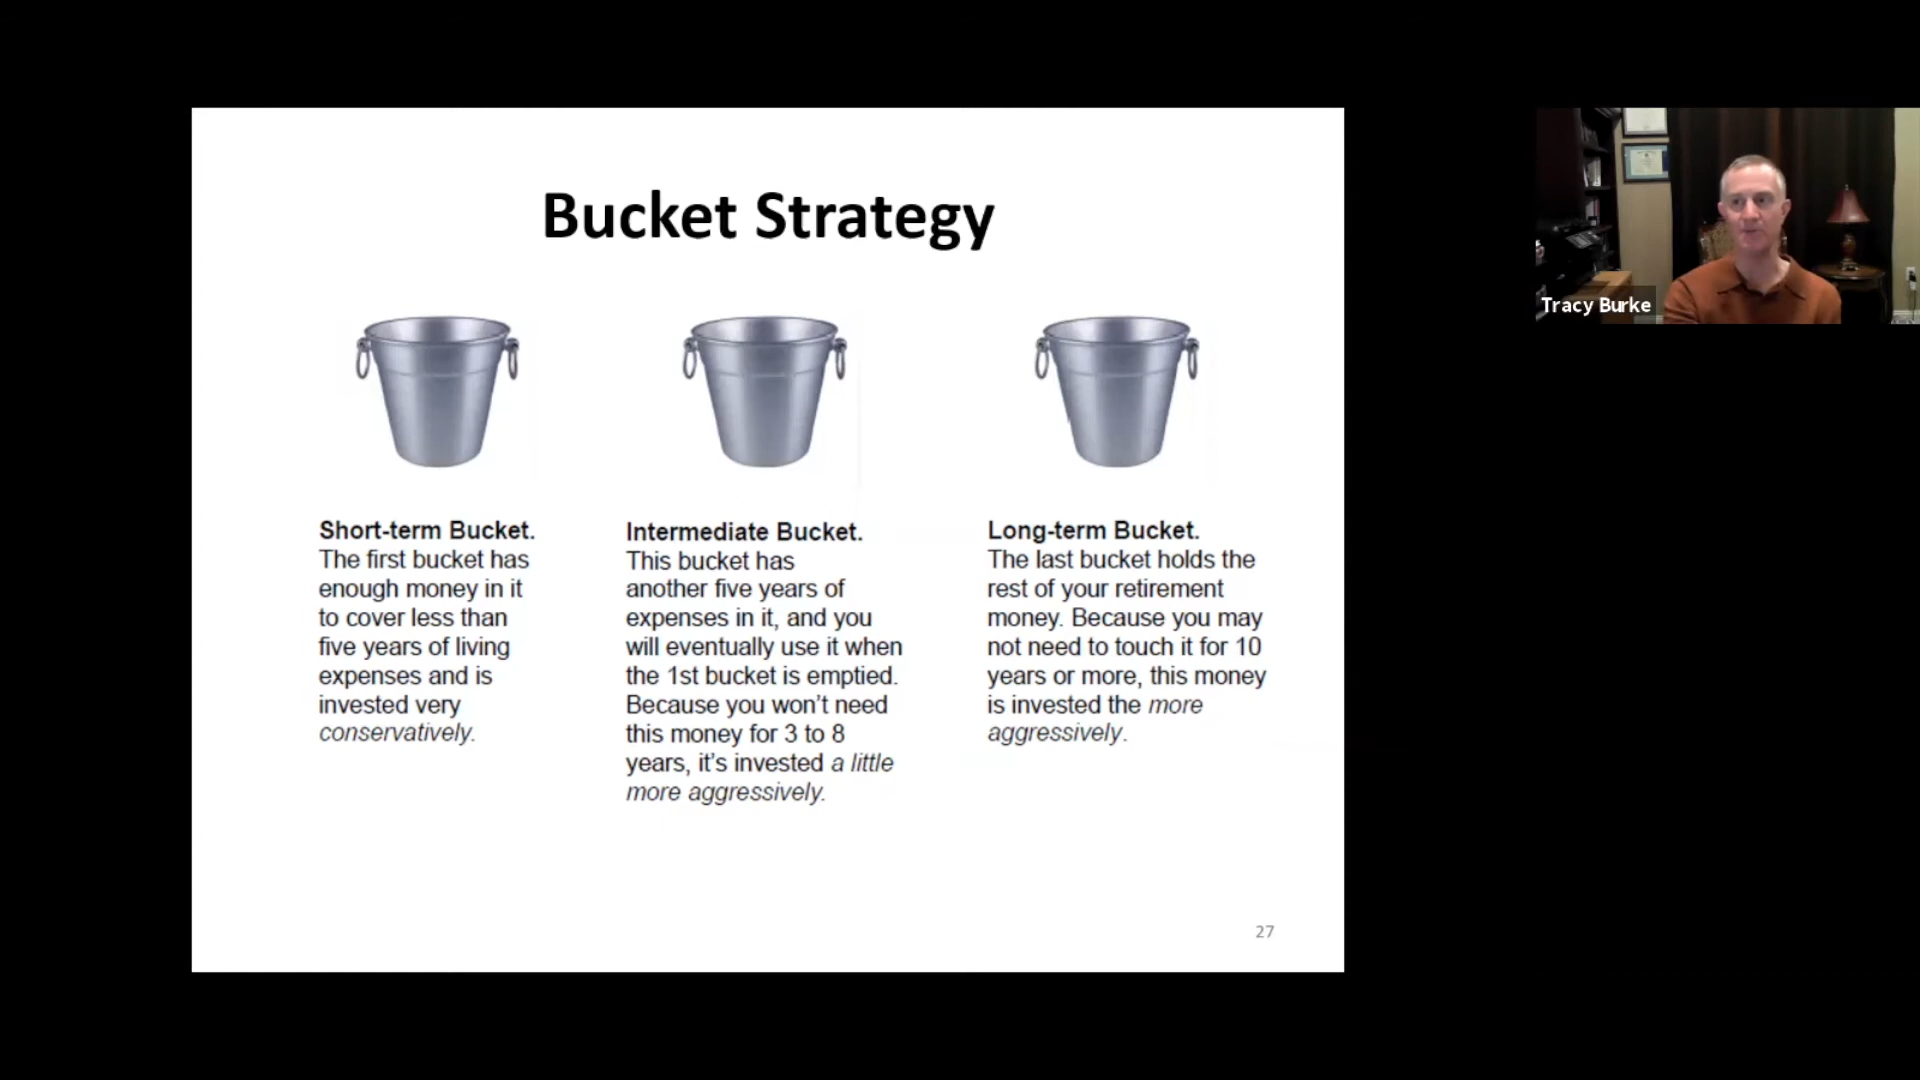 Bucket Strategy
Short-term Bucket.
The first bucket has
enough money in it
to cover less than
five years of living
expenses and is
invested very
conservatively.
Intermediate Bucket.
This bucket has
another five years of
expenses in it, and you
will eventually use it when
the 1st bucket is emptied.
Because you won’t need
this money for 3 to 8
years, it’s invested a little
more aggressively.
Long-term Bucket.
The last bucket holds the
rest of your retirement
money. Because you may
not need to touch it for 10
years or more, this money
is invested the more
aggressively.
27
Tracy Burke